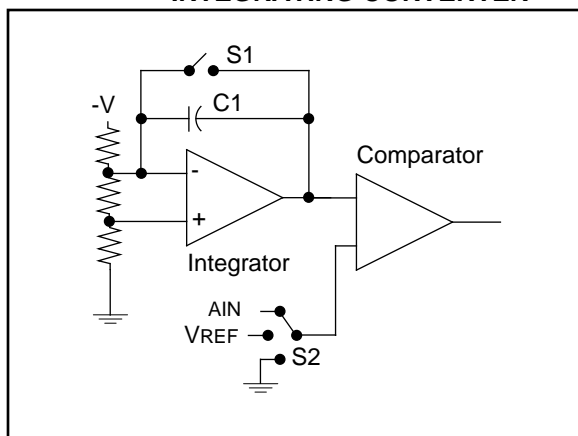 INTEGRATING CONVERTER
S1
-V
C1
Comparator
-
+
Integrator
AIN
VREF
S2